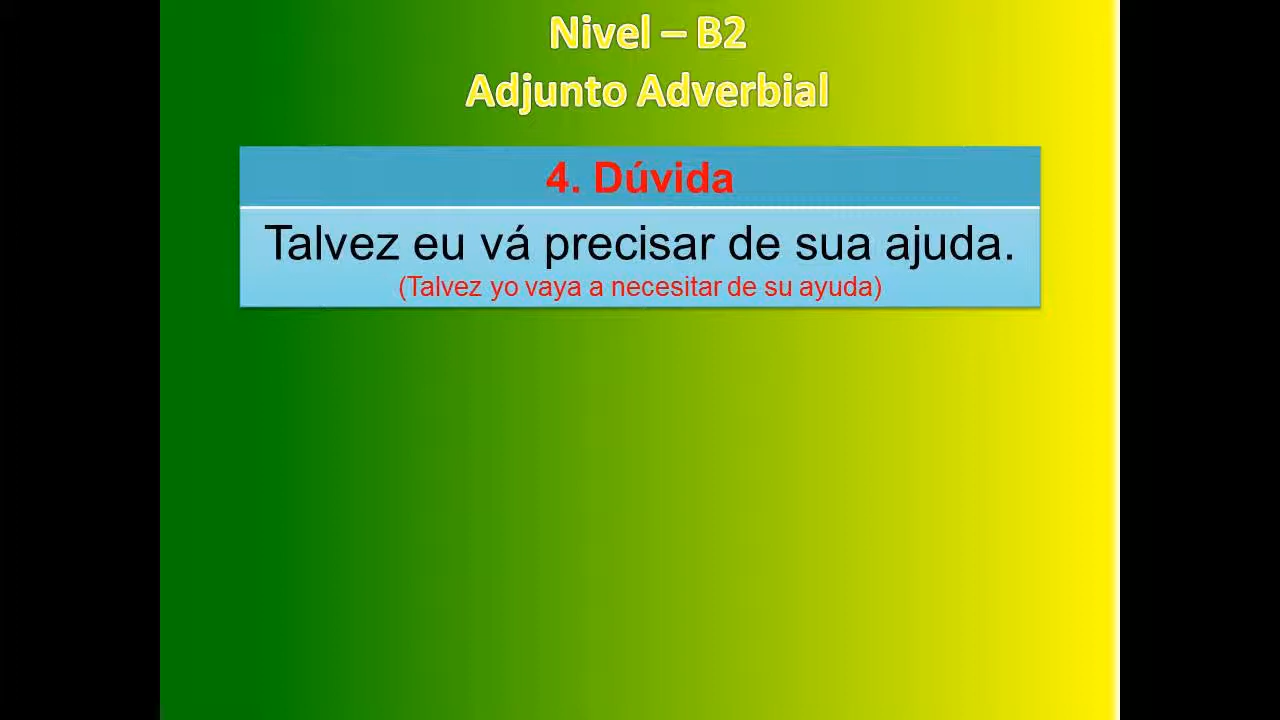 Nivel – B2
Adjunto Adverbial
4. Dúvida
Talvez eu vá precisar de sua ajuda.
(Talvez yo vaya a necesitar de su ayuda)